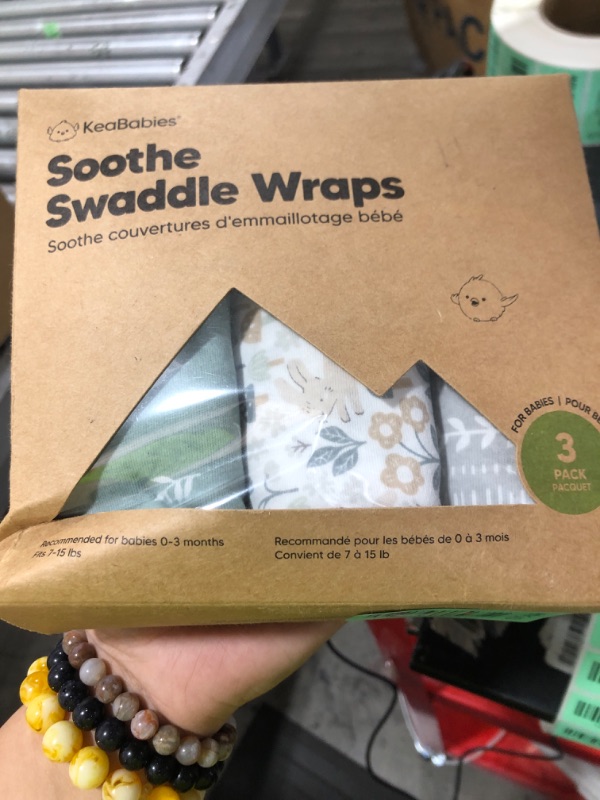 KeaBabies
Soothe
Swaddle Wraps
Soothe couvertures d'emmaillotage bébé
FOR BABIES | POUR
3
PACK
PACQUET
Recommended for babies 0-3 months
Fits 7-15 lbs
Recommandé pour les bébés de 0 à 3 mois
Convient de 7 à 15 lb